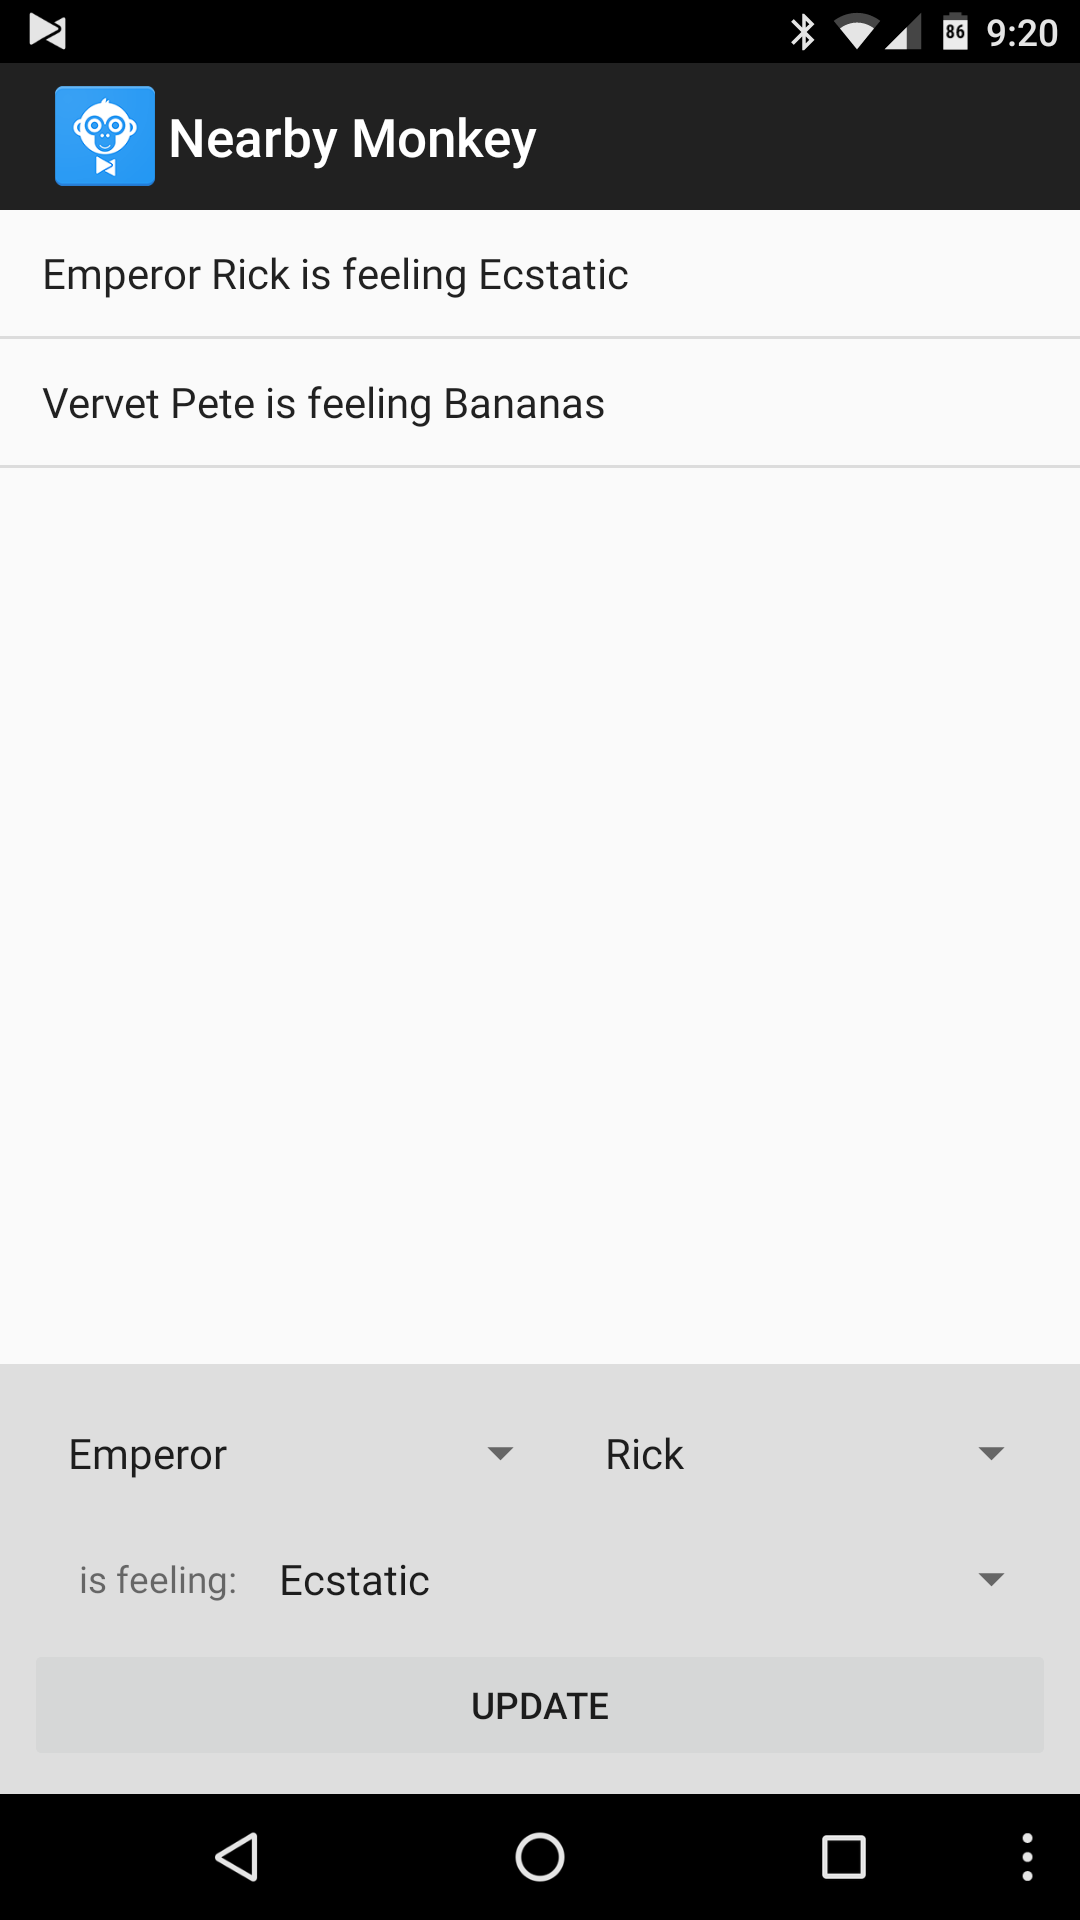 86 9:20
Nearby Monkey
Emperor Rick is feeling Ecstatic
Vervet Pete is feeling Bananas
Emperor Rick
is feeling: Ecstatic
UPDATE